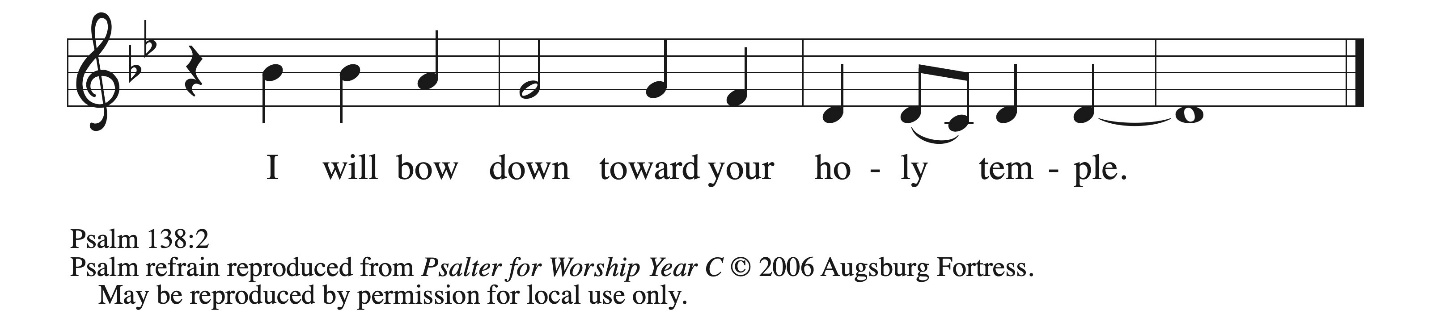 I will bow down toward your ho - ly tem - ple.
Psalm 138:2
Psalm refrain reproduced from Psalter for Worship Year C © 2006 Augsburg Fortress.
May be reproduced by permission for local use only.